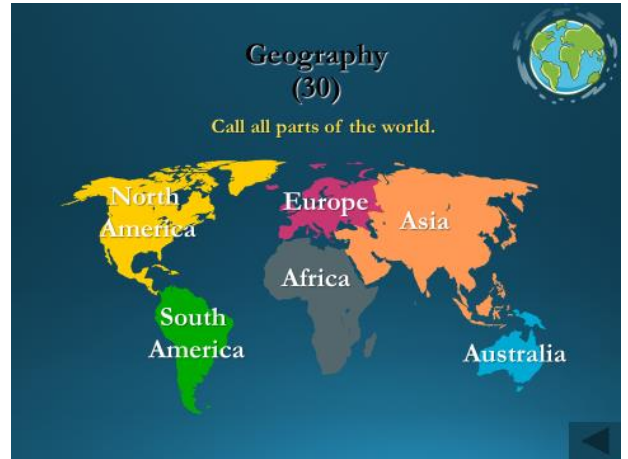 Geography
(30)
Call all parts of the world.
North
America
Europe
Asia
Africa
South
America
Australia